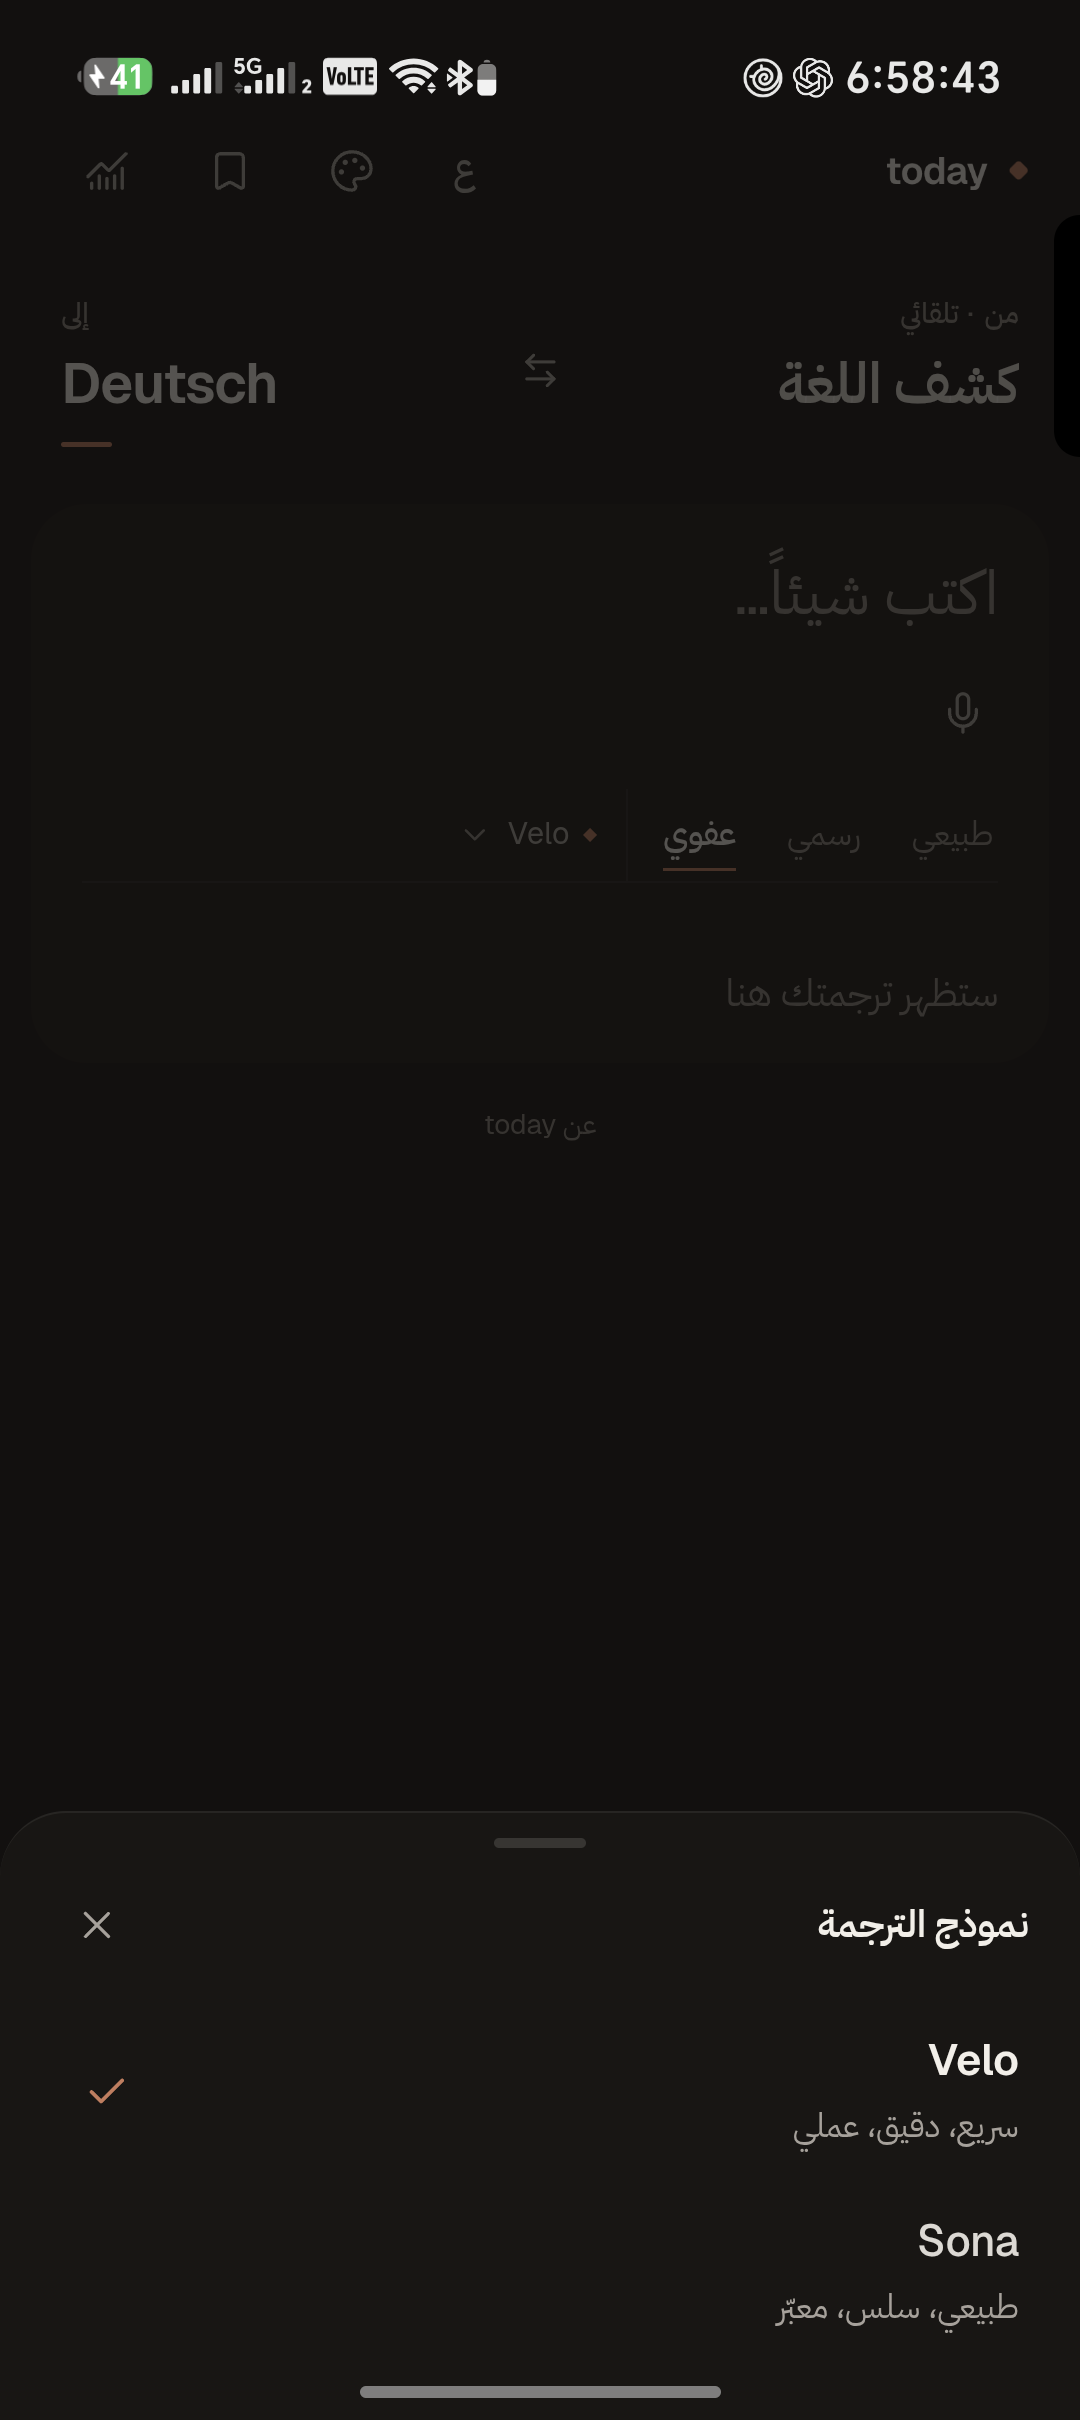 41
5G
2
VoLTE
6:58:43
today
ع
من · تلقائي
إلى
كشف اللغة
Deutsch
اكتب شيئاً...
طبيعي
رسمي
عفوي
Velo
ستظهر ترجمتك هنا
عن today
نموذج الترجمة
Velo
سريع، دقيق، عملي
Sona
طبيعي، سلس، معبّر